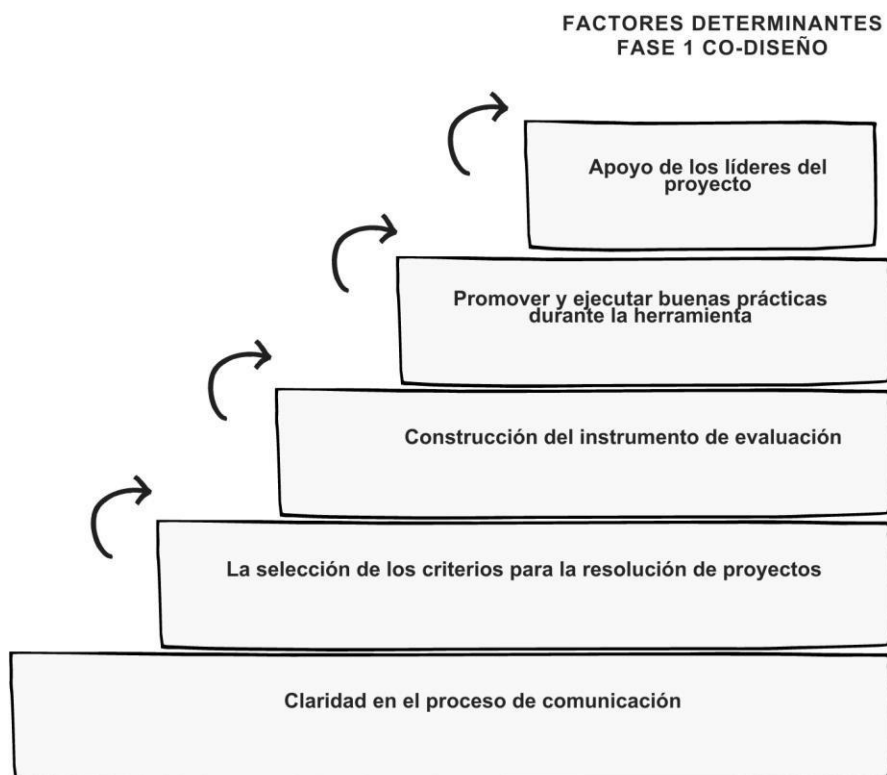 FACTORES DETERMINANTES
FASE 1 CO-DISEÑO
Apoyo de los líderes del
proyecto
Promover y ejecutar buenas prácticas
durante la herramienta
Construcción del instrumento de evaluación
La selección de los criterios para la resolución de proyectos
Claridad en el proceso de comunicación